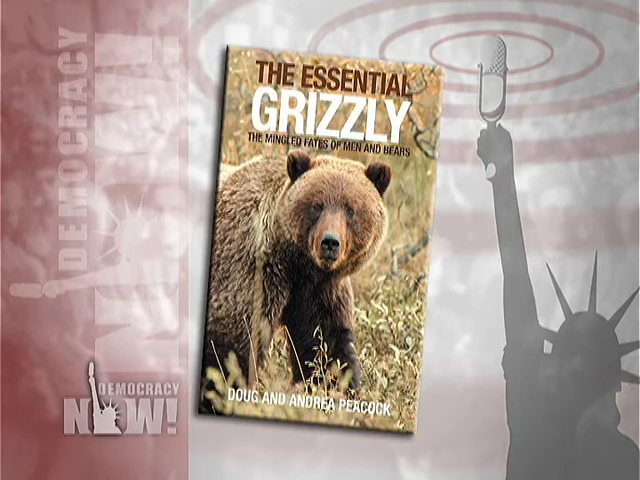 DEMOCRACY
NOW!
THE ESSENTIAL
GRIZZLY
THE MINGLED FATES OF MEN AND BEARS
DOUG AND ANDREA PEACOCK
DEMOCRACY
NOW!